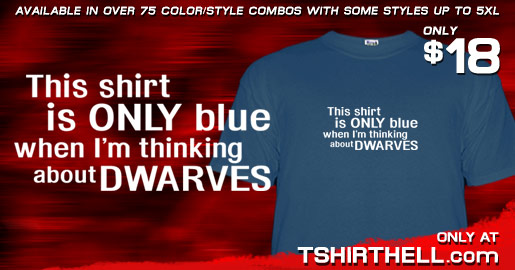 AVAILABLE IN OVER 75 COLOR/STYLE COMBOS WITH SOME STYLES UP TO 5XL
ONLY
$18
This shirt
is ONLY blue
when I'm thinking
about DWARVES
This shirt
is ONLY blue
when I'm thinking
about DWARVES
ONLY AT
TSHIRTHELL.com